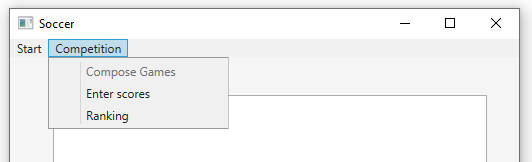 Soccer
Start Competition
Compose Games
Enter scores
Ranking